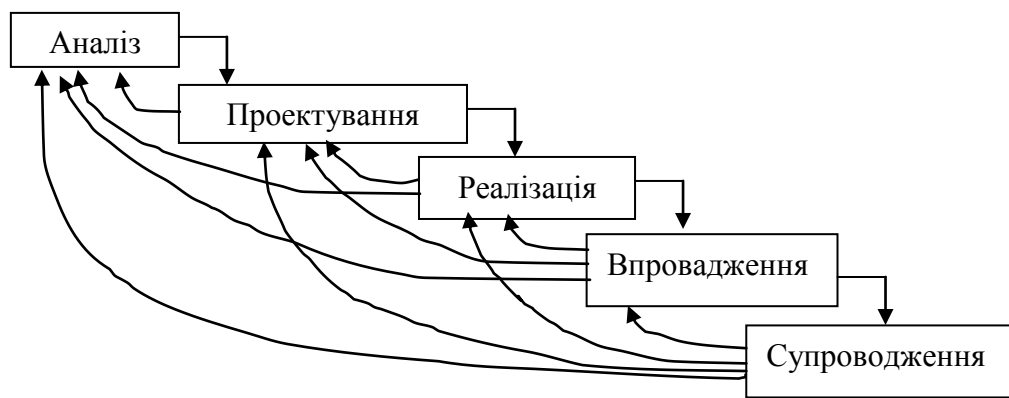 Аналіз
Проектування
Реалізація
Впровадження
Супроводження